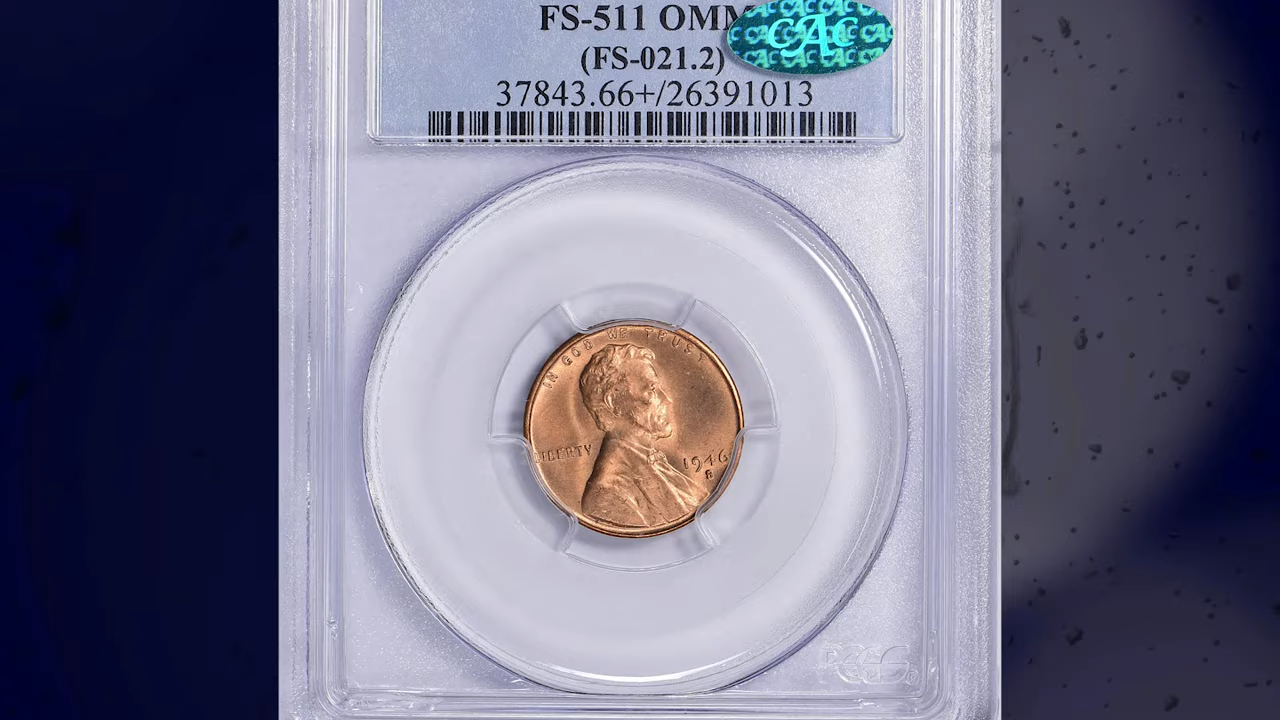 FS-511 OMM
CAC
(FS-021.2)
37843.66+/26391013
IN GOD WE TRUST
LIBERTY
1946
S
PCGS